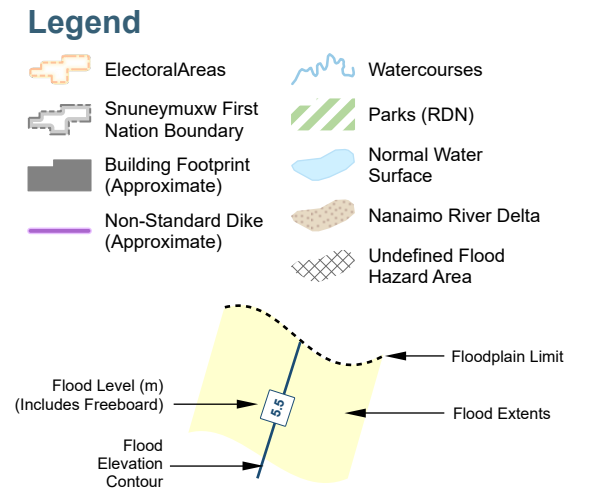 Legend
ElectoralAreas
Snuneymuxw First
Nation Boundary
Building Footprint
(Approximate)
Non-Standard Dike
(Approximate)
Watercourses
Parks (RDN)
Normal Water
Surface
Nanaimo River Delta
Undefined Flood
Hazard Area
Floodplain Limit
Flood Level (m)
(Includes Freeboard)
5.5
Flood Extents
Flood
Elevation
Contour